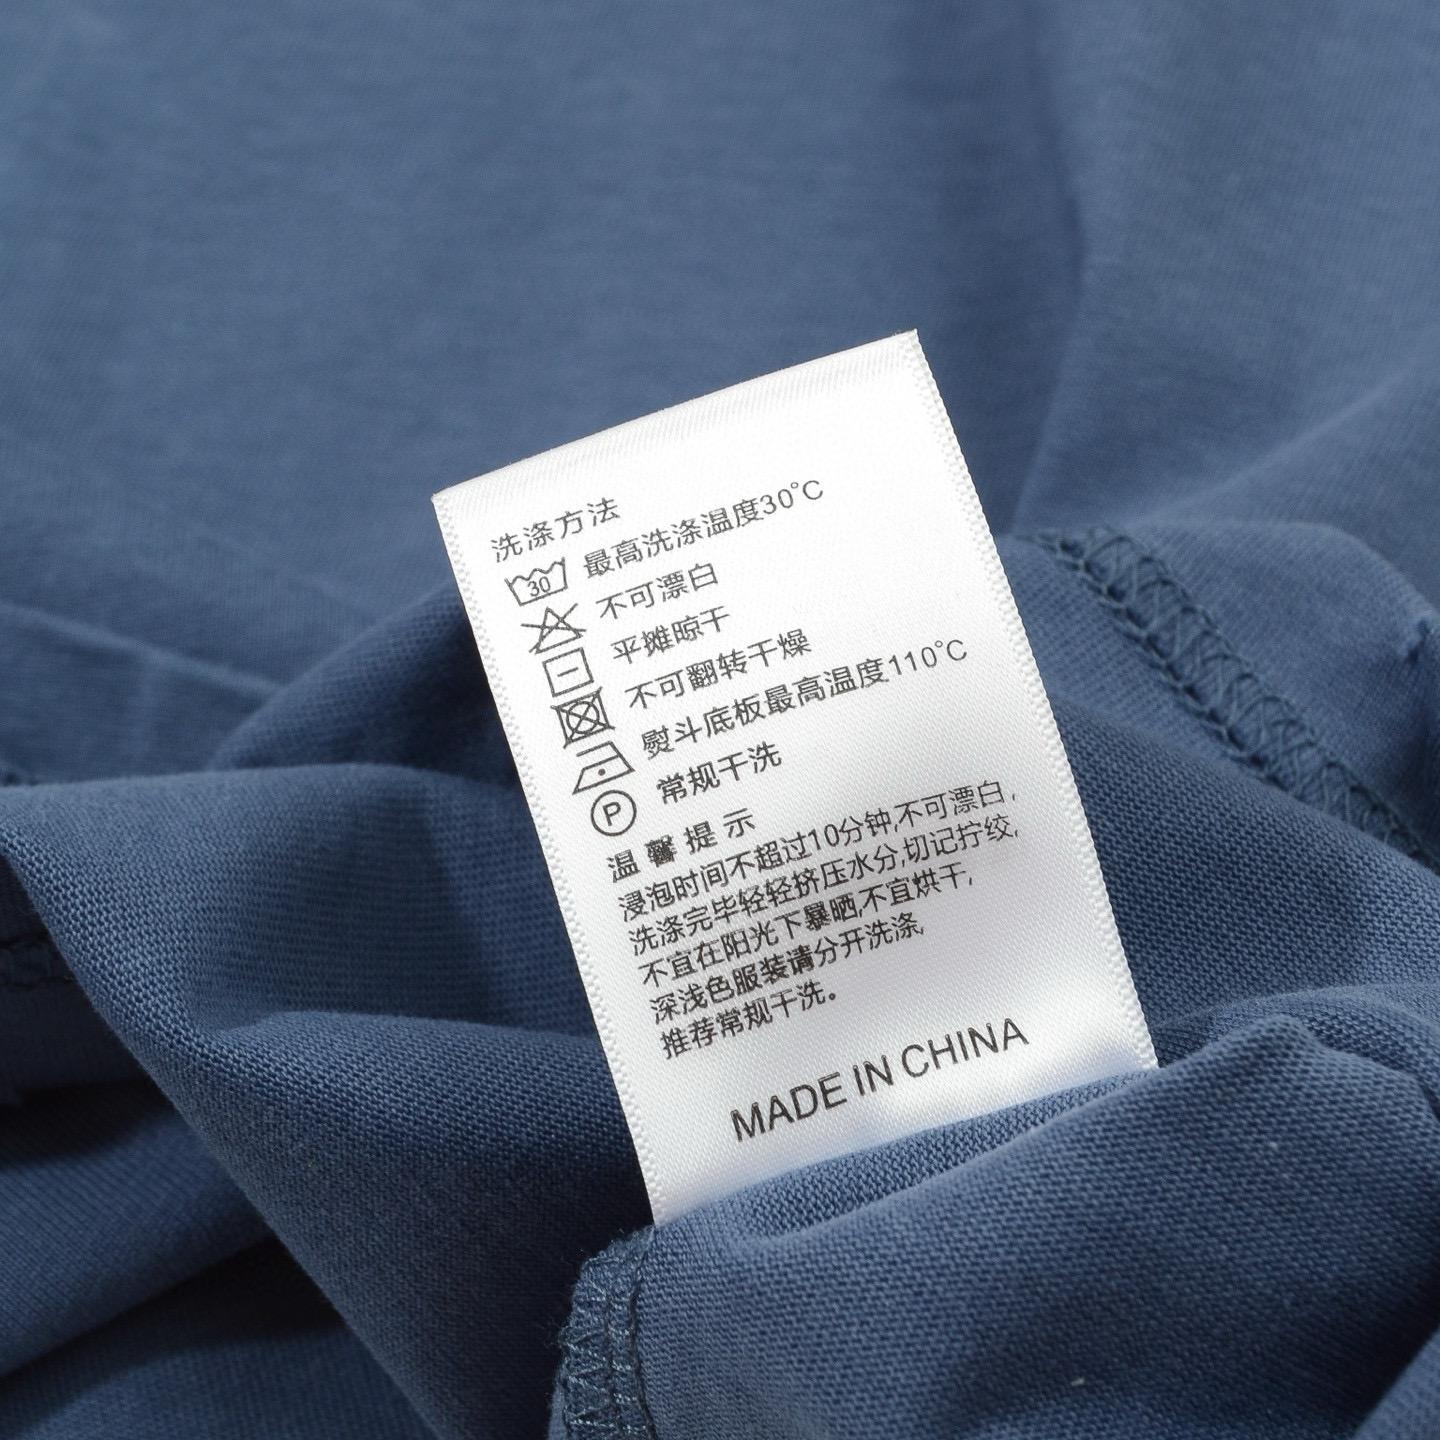 洗涤方法
30 最高洗涤温度30°C
不可漂白
平摊晾干
不可翻转干燥
熨斗底板最高温度110°C
P 常规干洗
温馨提示
浸泡时间不超过10分钟,不可漂白,
洗涤完毕轻轻挤压水分,切记拧绞,
不宜在阳光下暴晒,不宜烘干,
深浅色服装请分开洗涤,
推荐常规干洗。
MADE IN CHINA